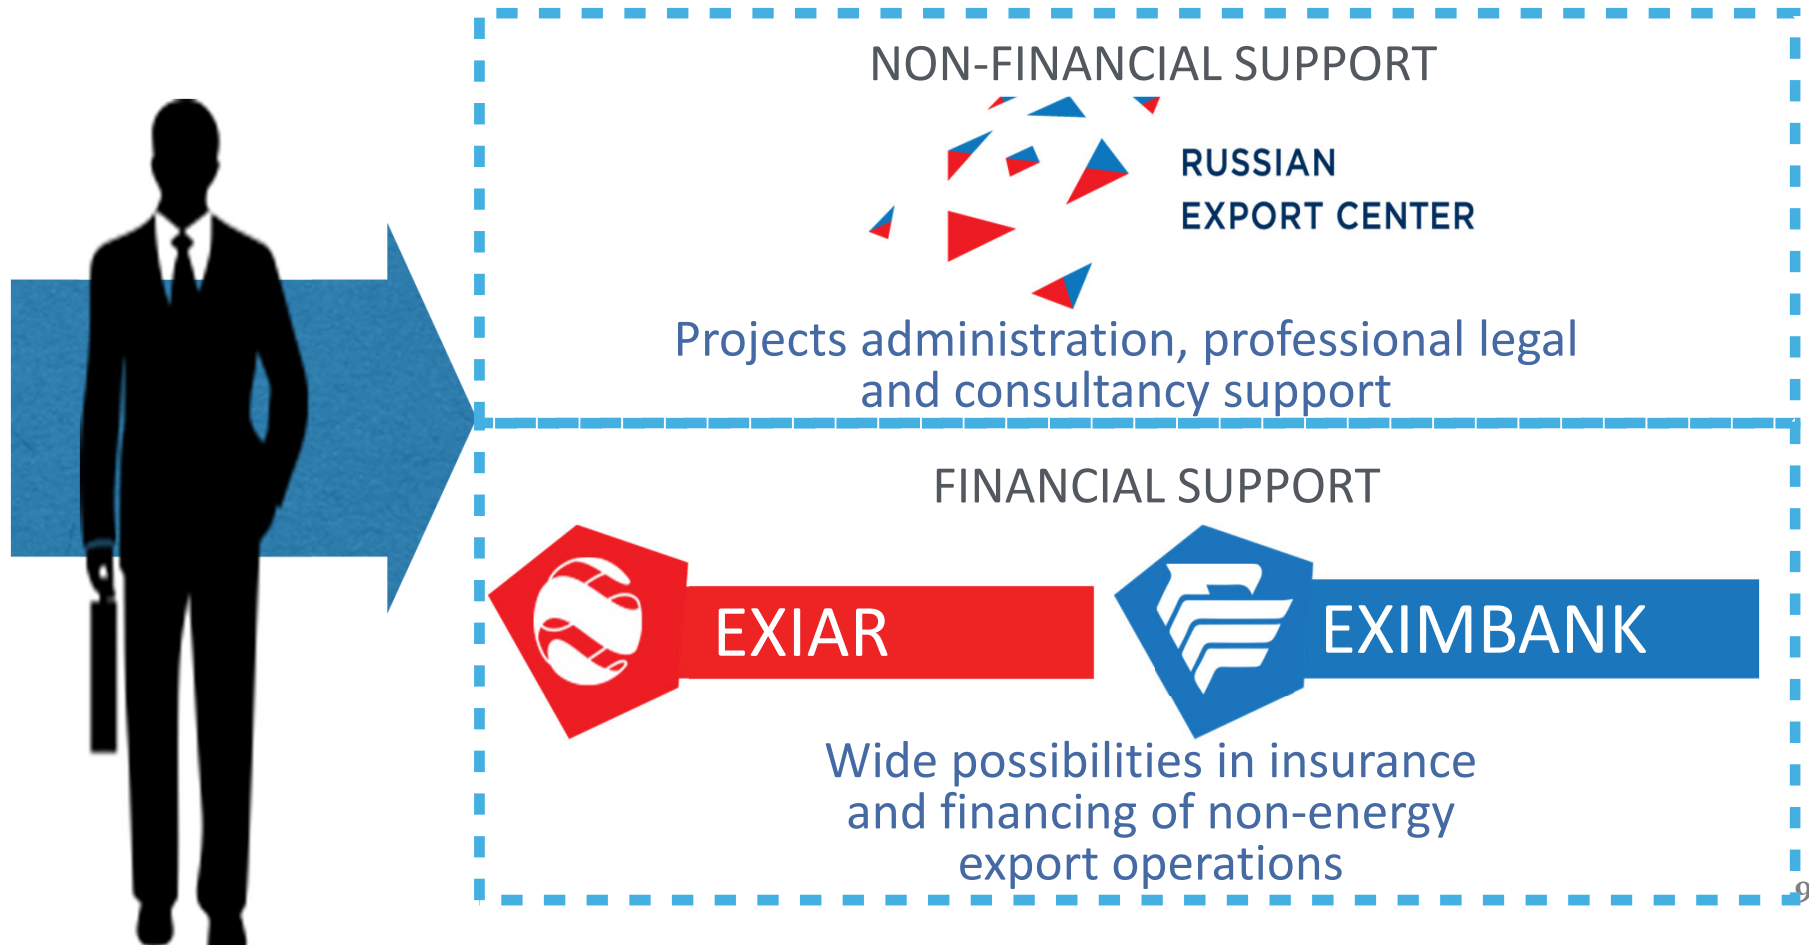 NON-FINANCIAL SUPPORT
RUSSIAN
EXPORT CENTER
Projects administration, professional legal
and consultancy support
FINANCIAL SUPPORT
EXIAR
EXIMBANK
Wide possibilities in insurance
and financing of non-energy
export operations
9